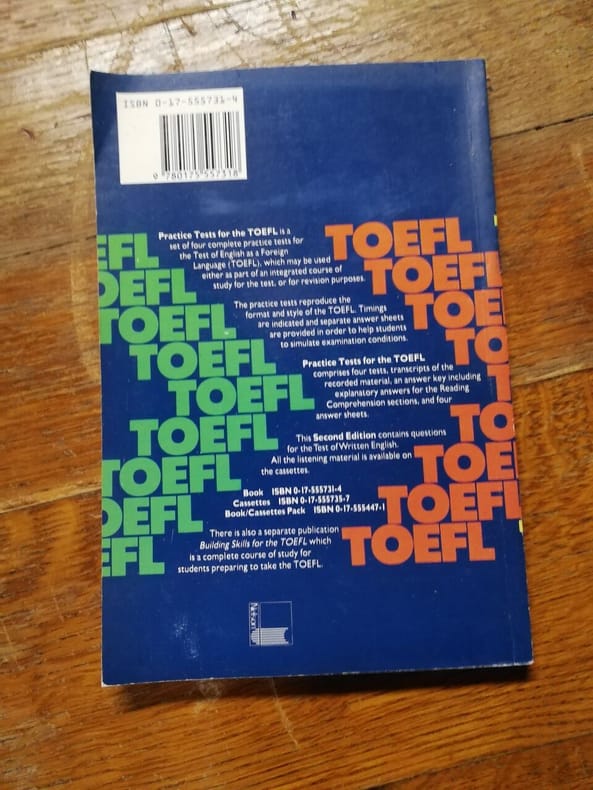 ISBN 0-17-555731-4
9 780175 557318
Practice Tests for the TOEFL is a
set of four complete practice tests for
the Test of English as a Foreign
Language (TOEFL), which may be used
either as part of an integrated course of
study for the test, or for revision purposes.
The practice tests reproduce the
format and style of the TOEFL. Timings
are indicated and separate answer sheets
are provided in order to help students
to simulate examination conditions.
Practice Tests for the TOEFL
comprises four tests, transcripts of the
recorded material, an answer key including
explanatory answers for the Reading
Comprehension sections, and four
answer sheets.
This Second Edition contains questions
for the Test of Written English.
All the listening material is available on
the cassettes.
Book ISBN 0-17-555731-4
Cassettes ISBN 0-17-555735-7
Book/Cassettes Pack ISBN 0-17-555447-1
There is also a separate publication
Building Skills for the TOEFL which
is a complete course of study for
students preparing to take the TOEFL.
EFL
OEFL
TOEFL
TOEFL
TOEFL
TOEFL
TOEFL
OEFL
EFL
TOEFL
TOEFL
TOE
TO
T
TO
TOE
TOEFL
TOEFL
Nelson